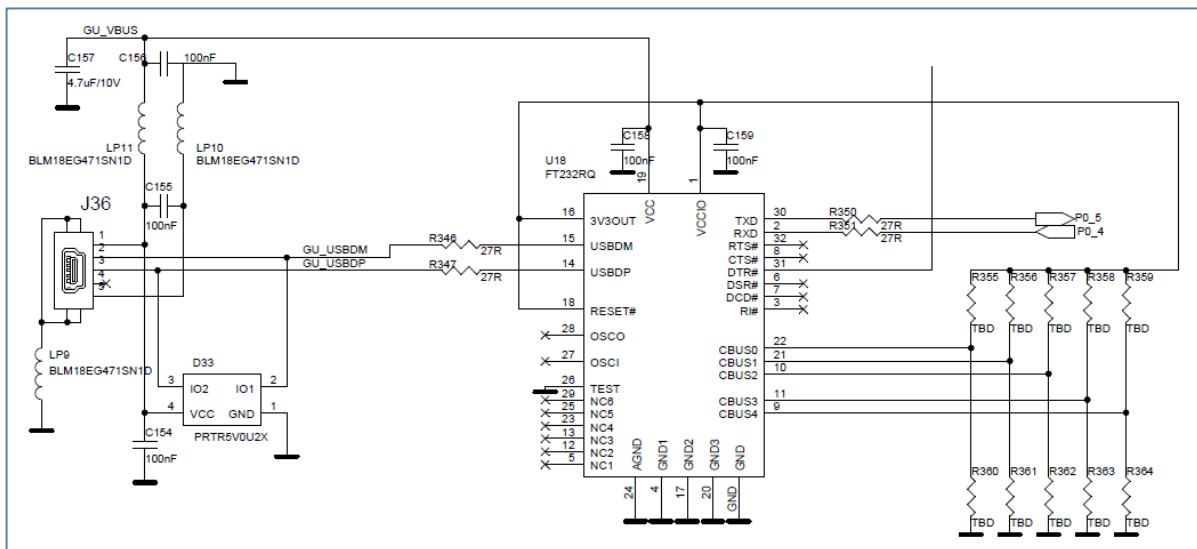 GU_VBUS
C157
4.7uF/10V
C156
100nF
LP11
BLM18EG471SN1D
LP10
BLM18EG471SN1D
C155
100nF
J36
1
2
3
4
5
GU_USBDM
GU_USBDP
R346
27R
R347
27R
LP9
BLM18EG471SN1D
D33
3 IO2 IO1 2
4 VCC GND 1
PRTR5V0U2X
C154
100nF
U18
FT232RQ
C158
100nF
C159
100nF
19
VCC
1
VCCIO
16 3V3OUT
15 USBDM
14 USBDP
18 RESET#
28 OSCO
27 OSCI
26 TEST
29 NC6
25 NC5
23 NC4
13 NC3
12 NC2
5 NC1
TXD 30
RXD 2
RTS# 32
CTS# 8
DTR# 31
DSR# 6
DCD# 7
RI# 3
CBUS0 22
CBUS1 21
CBUS2 10
CBUS3 11
CBUS4 9
AGND
GND1
GND2
GND3
GND
24
4
17
20
GND
R350
27R
R351
27R
P0_5
P0_4
R355 R356 R357 R358 R359
TBD TBD TBD TBD TBD
R360 R361 R362 R363 R364
TBD TBD TBD TBD TBD